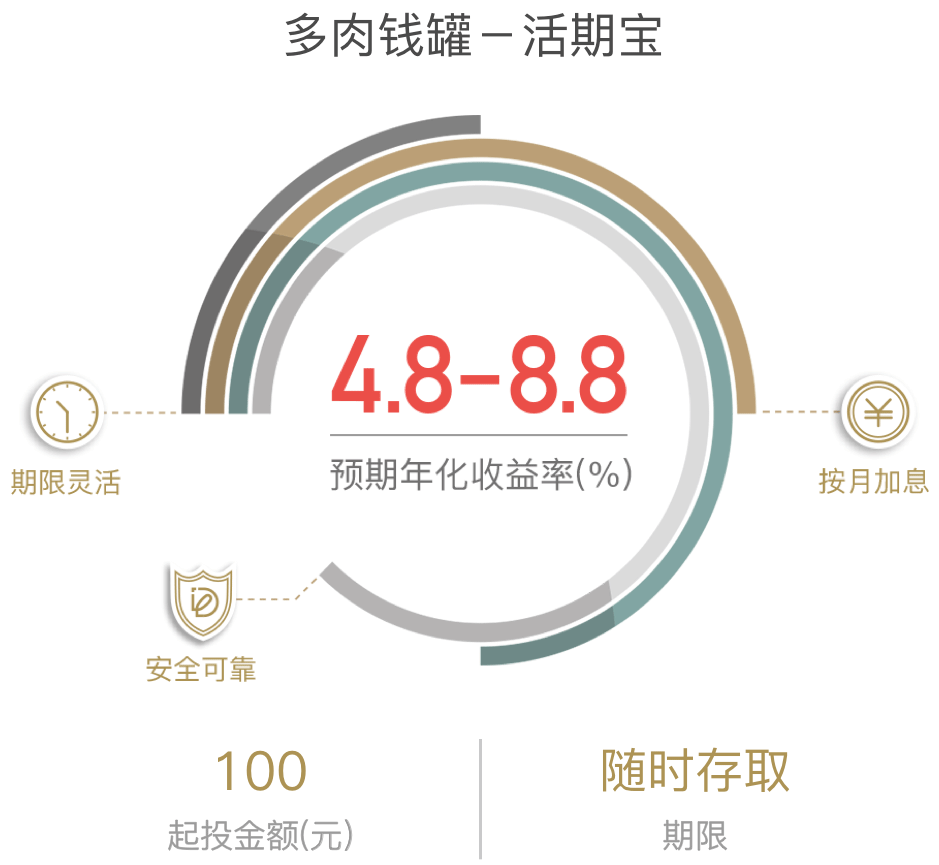 多肉钱罐－活期宝
4.8-8.8
预期年化收益率(%)
期限灵活
按月加息
安全可靠
100
起投金额(元)
随时存取
期限